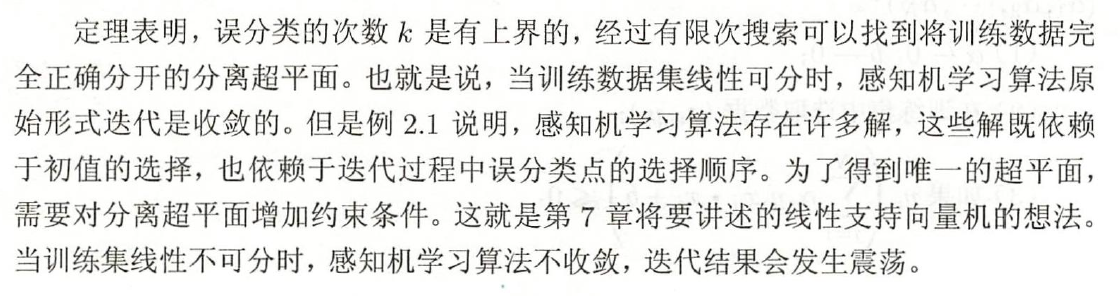 定理表明，误分类的次数 k 是有上界的，经过有限次搜索可以找到将训练数据完
全正确分开的分离超平面。也就是说，当训练数据集线性可分时，感知机学习算法原
始形式迭代是收敛的。但是例 2.1 说明，感知机学习算法存在许多解，这些解既依赖
于初值的选择，也依赖于迭代过程中误分类点的选择顺序。为了得到唯一的超平面，
需要对分离超平面增加约束条件。这就是第 7 章将要讲述的线性支持向量机的想法。
当训练集线性不可分时，感知机学习算法不收敛，迭代结果会发生震荡。